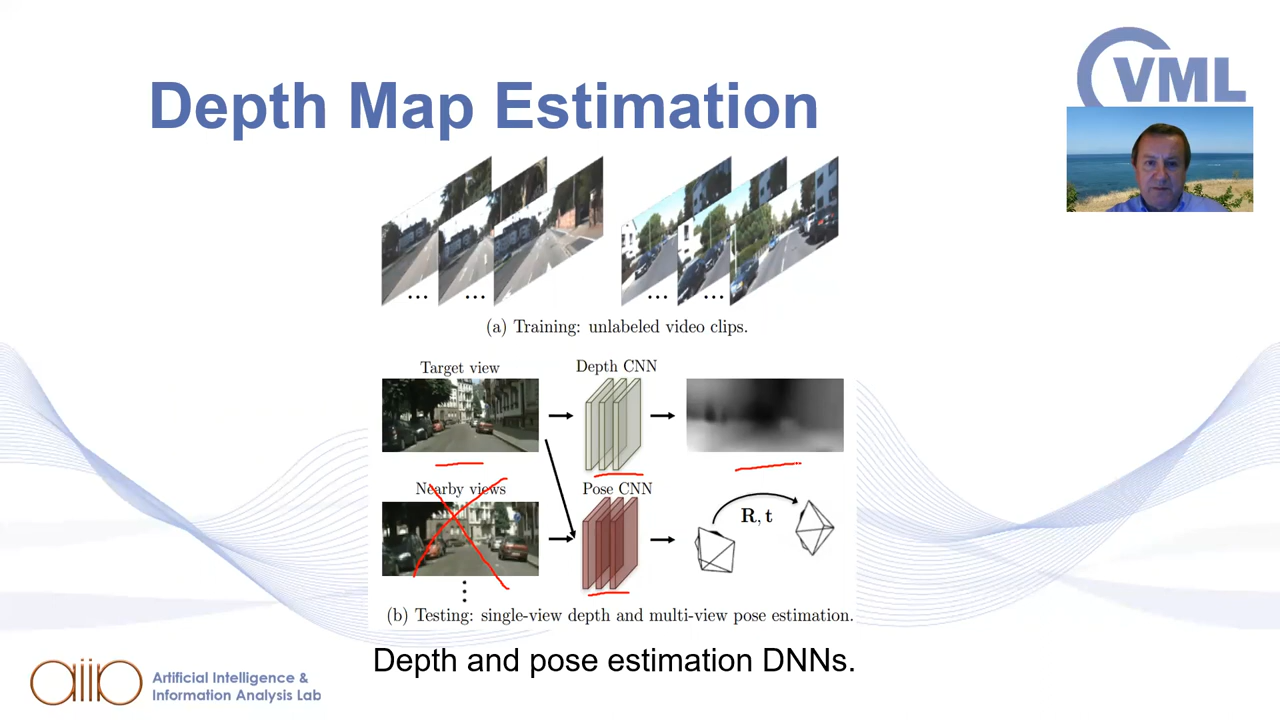 VML
Depth Map Estimation
... ... ... ...
(a) Training: unlabeled video clips.
Target view
Depth CNN
Nearby views
Pose CNN
R, t
(b) Testing: single-view depth and multi-view pose estimation.
Depth and pose estimation DNNs.
aiia
Artificial Intelligence &
Information Analysis Lab